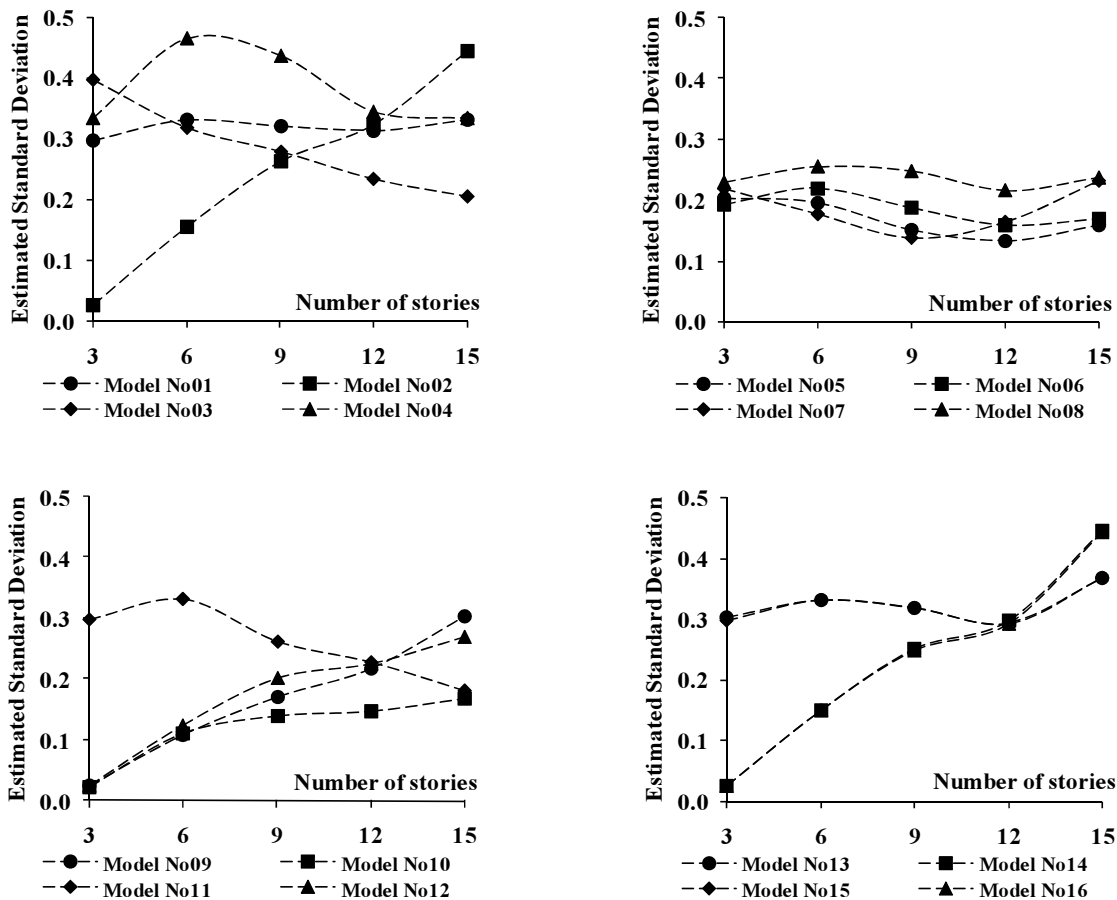 Estimated Standard Deviation
0.5
0.4
0.3
0.2
0.1
0.0
Number of stories
3 6 9 12 15
Model No01 Model No02
Model No03 Model No04
Estimated Standard Deviation
0.5
0.4
0.3
0.2
0.1
0.0
Number of stories
3 6 9 12 15
Model No05 Model No06
Model No07 Model No08
Estimated Standard Deviation
0.5
0.4
0.3
0.2
0.1
0.0
Number of stories
3 6 9 12 15
Model No09 Model No10
Model No11 Model No12
Estimated Standard Deviation
0.5
0.4
0.3
0.2
0.1
0.0
Number of stories
3 6 9 12 15
Model No13 Model No14
Model No15 Model No16